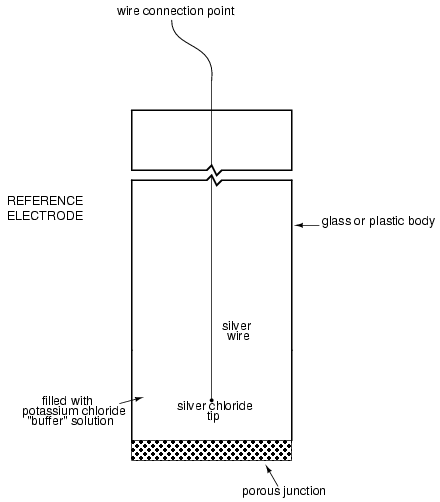 wire connection point
REFERENCE
ELECTRODE
glass or plastic body
silver
wire
filled with
potassium chloride
"buffer" solution
silver chloride
tip
porous junction